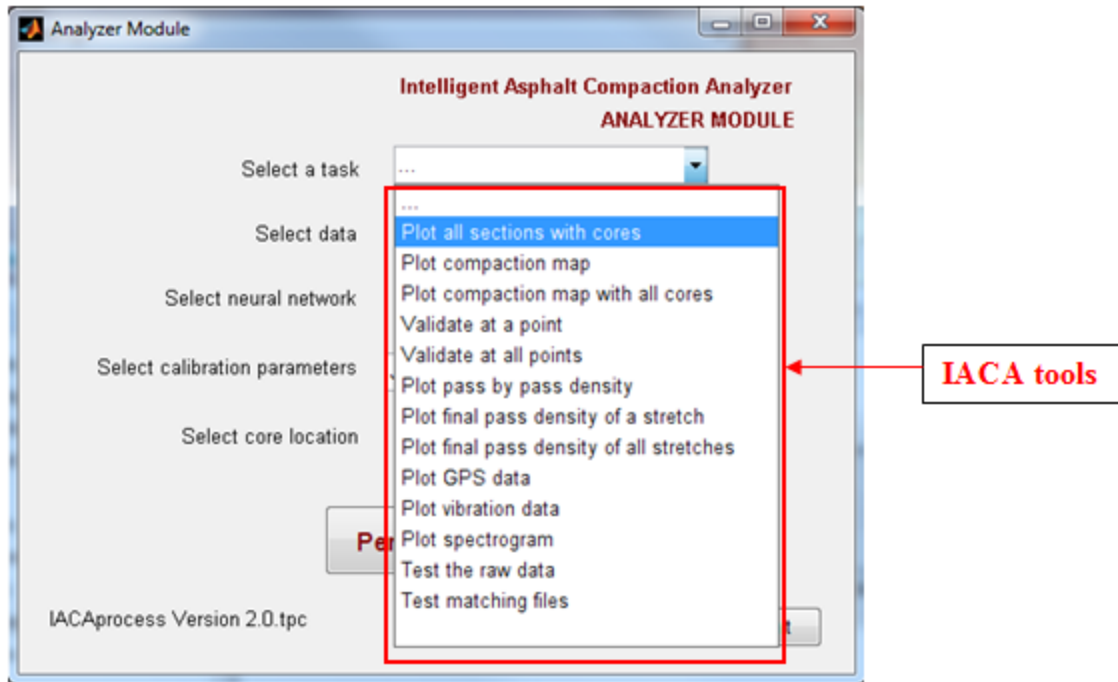 Analyzer Module
Intelligent Asphalt Compaction Analyzer
ANALYZER MODULE
Select a task
...
...
Select data
Plot all sections with cores
Plot compaction map
Select neural network
Plot compaction map with all cores
Validate at a point
Select calibration parameters
Validate at all points
Plot pass by pass density
IACA tools
Plot final pass density of a stretch
Select core location
Plot final pass density of all stretches
Plot GPS data
Plot vibration data
Plot spectrogram
Test the raw data
Test matching files
IACAprocess Version 2.0.tpc